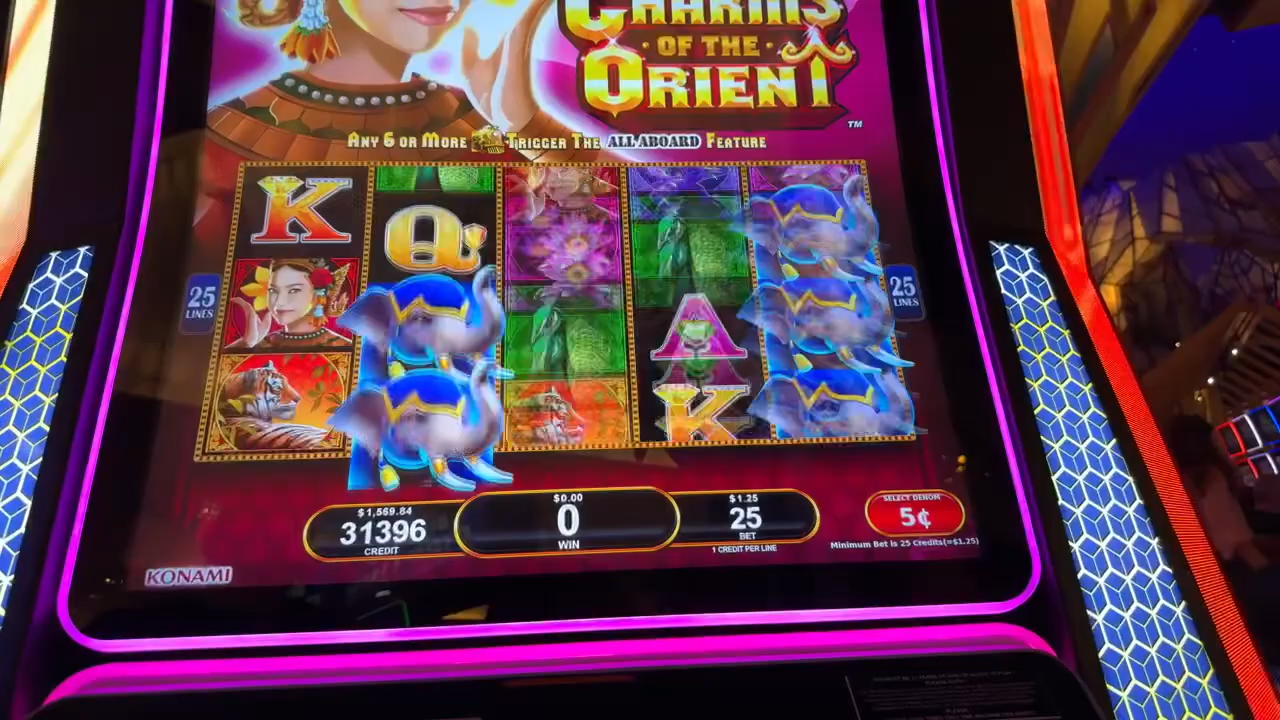 CHARMS
OF THE
ORIENT
TM
ANY 6 OR MORE TRIGGER THE ALL ABOARD FEATURE
K
Q
25
LINES
25
LINES
A
K
$1,569.84
31396
CREDIT
$0.00
0
WIN
$1.25
25
BET
1 CREDIT PER LINE
SELECT DENOM
5¢
Minimum Bet is 25 Credits(=$1.25)
KONAMI